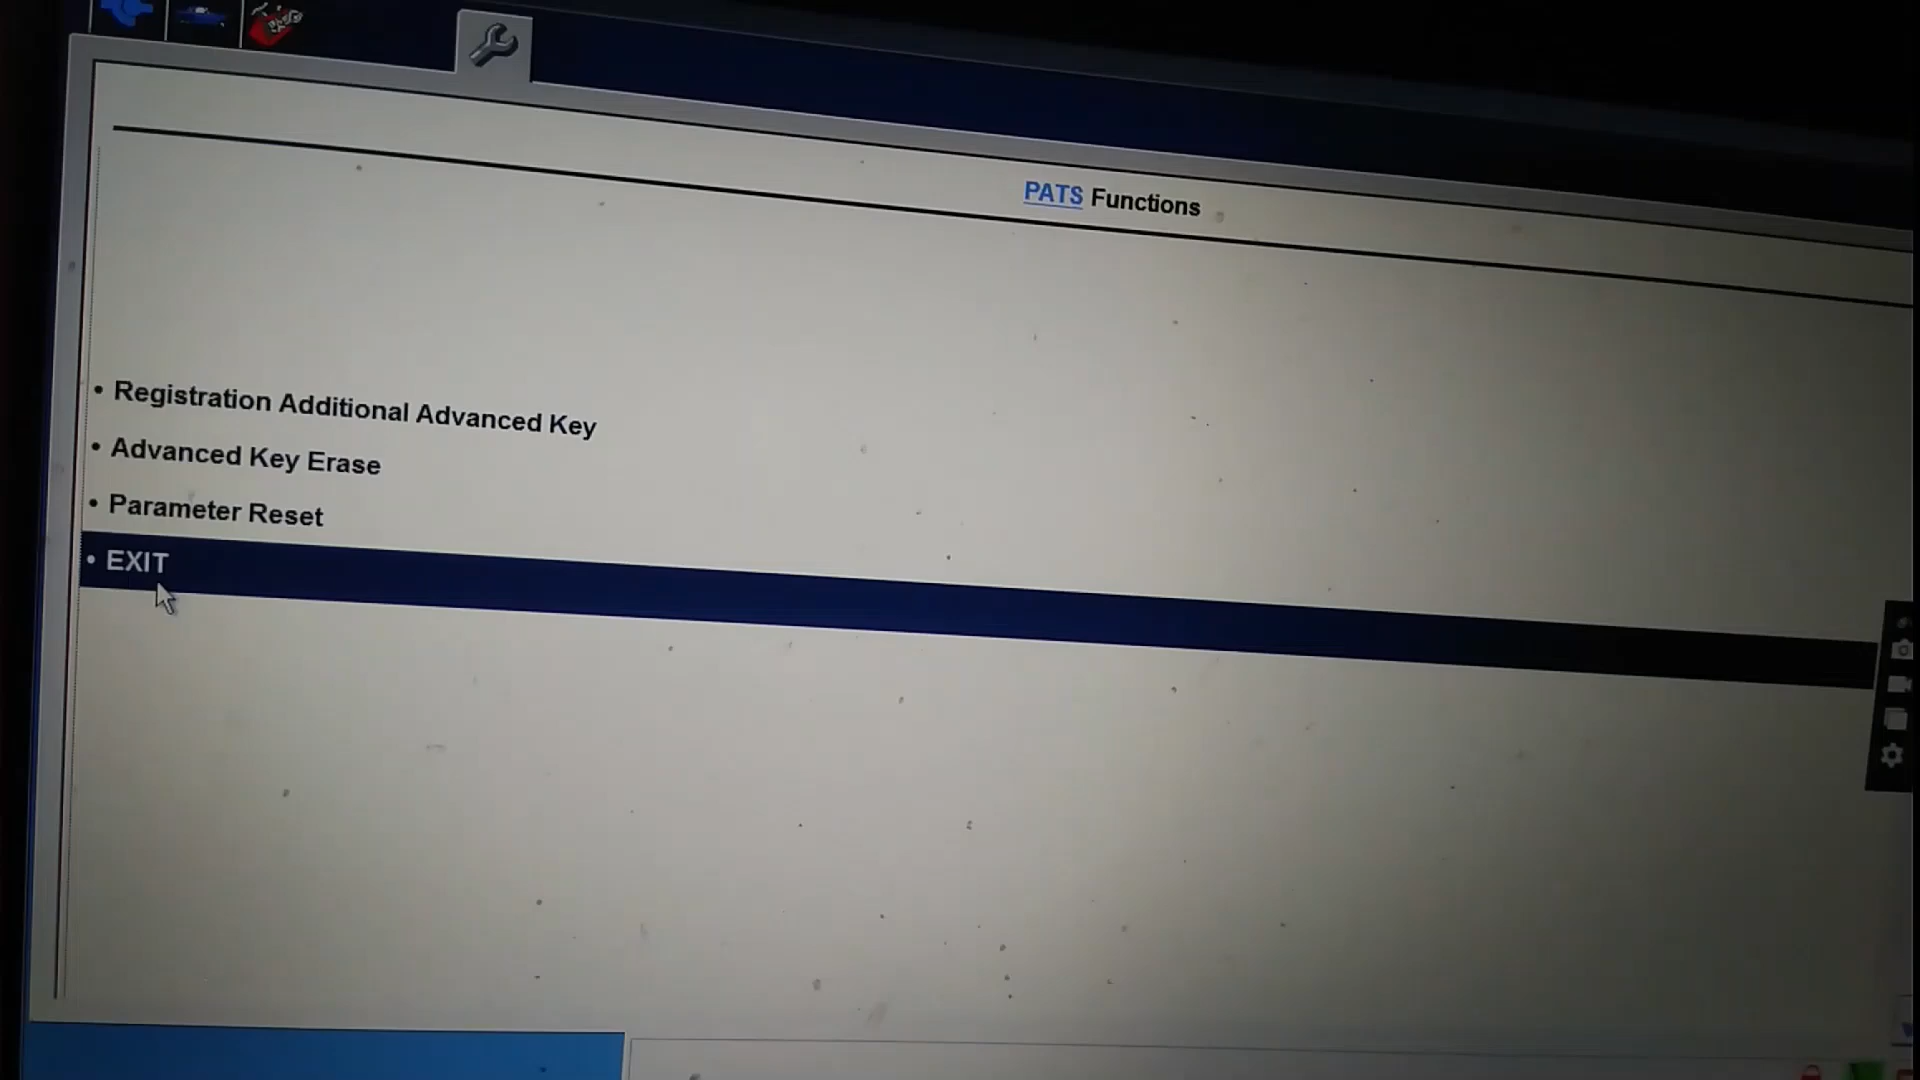 PATS Functions
• Registration Additional Advanced Key
• Advanced Key Erase
• Parameter Reset
• EXIT